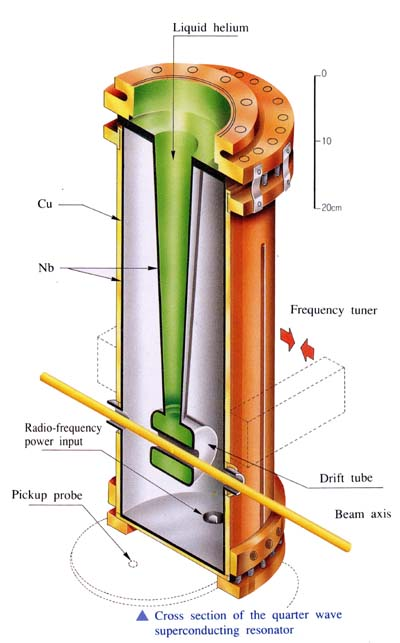 Liquid helium
0
10
20cm
Cu
Nb
Frequency tuner
Radio-frequency
power input
Drift tube
Pickup probe
Beam axis
▲ Cross section of the quarter wave
superconducting resonator